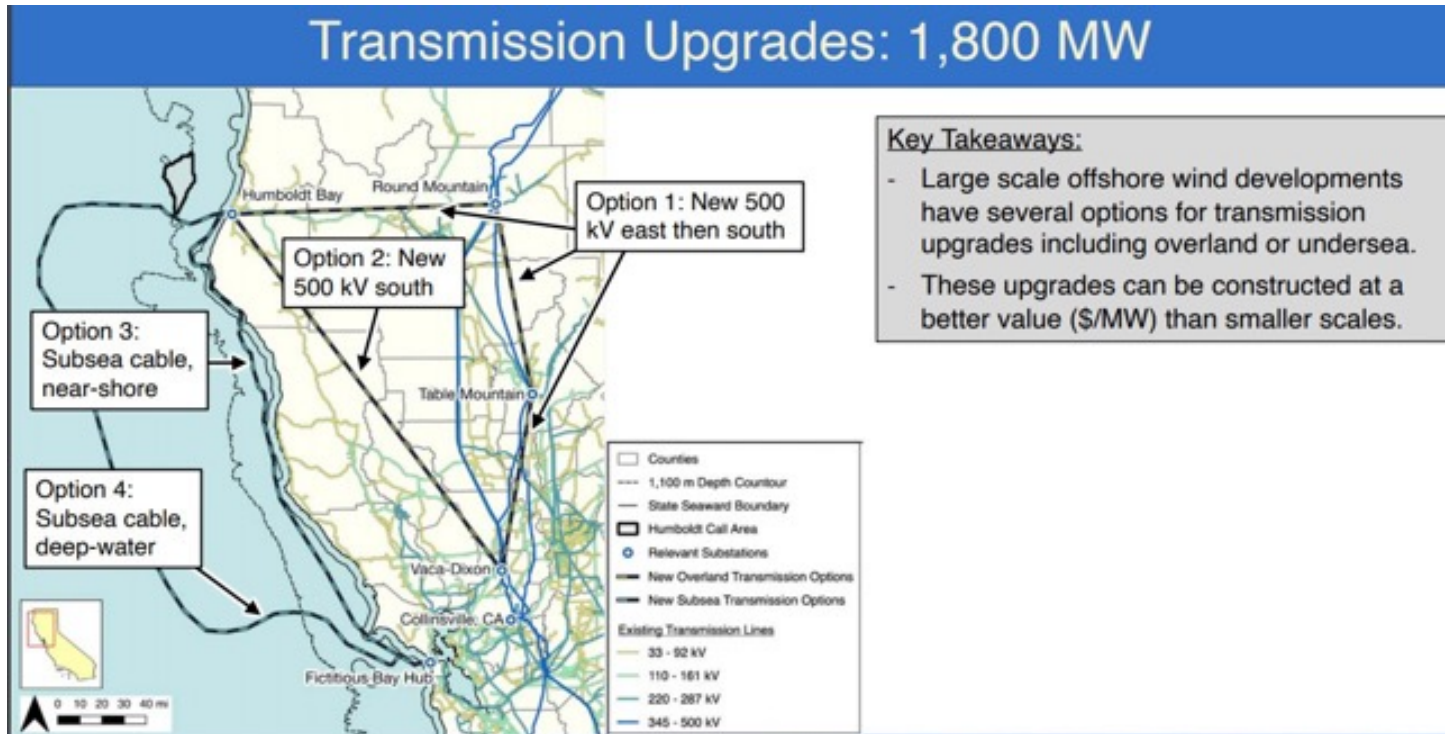 Transmission Upgrades: 1,800 MW
Humboldt Bay
Round Mountain
Option 1: New 500
kV east then south
Option 2: New
500 kV south
Option 3:
Subsea cable,
near-shore
Table Mountain
Option 4:
Subsea cable,
deep-water
Vaca-Dixon
Collinsville, CA
Fictitious Bay Hub
0 10 20 30 40 mi
Counties
1,100 m Depth Countour
State Seaward Boundary
Humboldt Call Area
Relevant Substations
New Overland Transmission Options
New Subsea Transmission Options
Existing Transmission Lines
33 - 92 kV
110 - 161 kV
220 - 287 kV
345 - 500 kV
Key Takeaways:
- Large scale offshore wind developments
have several options for transmission
upgrades including overland or undersea.
- These upgrades can be constructed at a
better value ($/MW) than smaller scales.